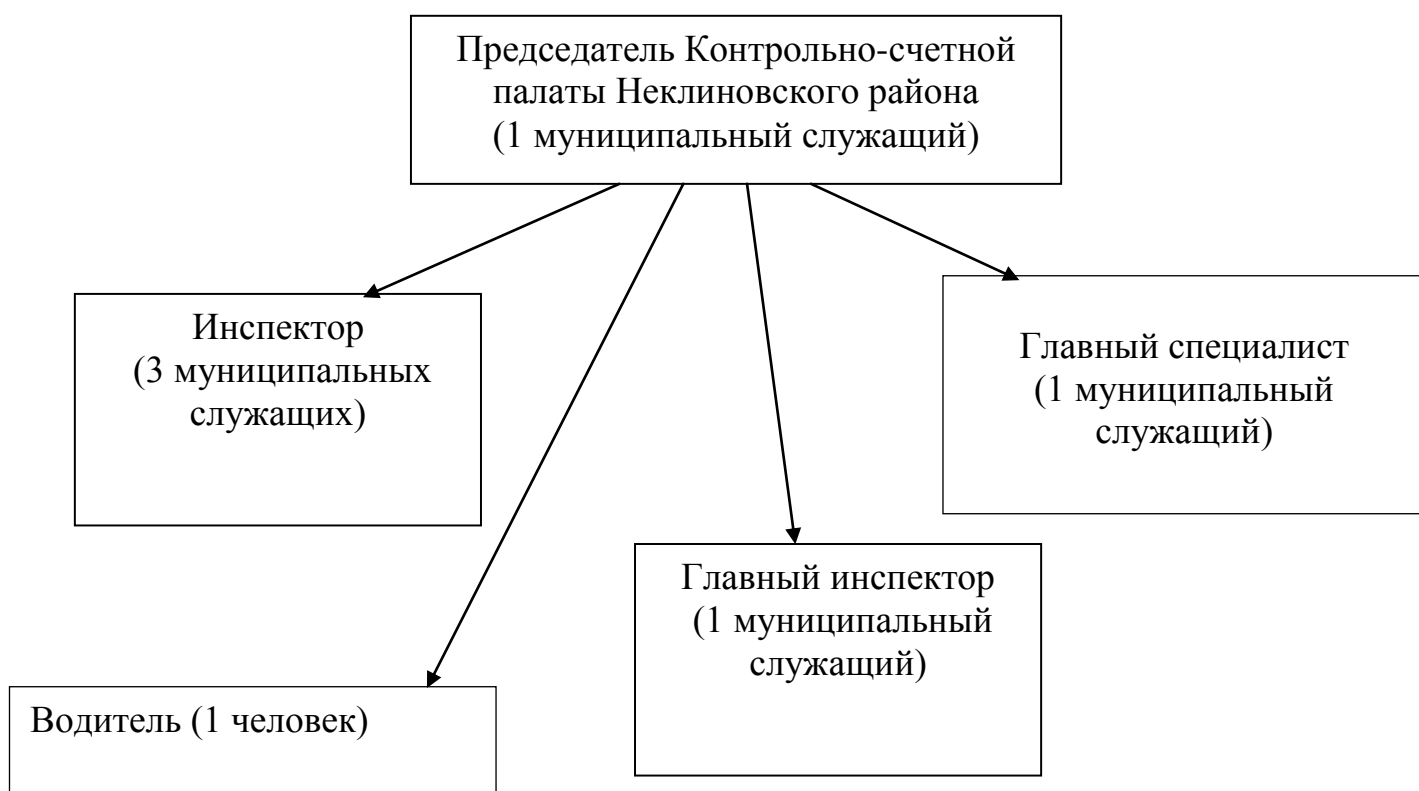 Председатель Контрольно-счетной
палаты Неклиновского района
(1 муниципальный служащий)
Инспектор
(3 муниципальных
служащих)
Главный специалист
(1 муниципальный
служащий)
Главный инспектор
(1 муниципальный
служащий)
Водитель (1 человек)